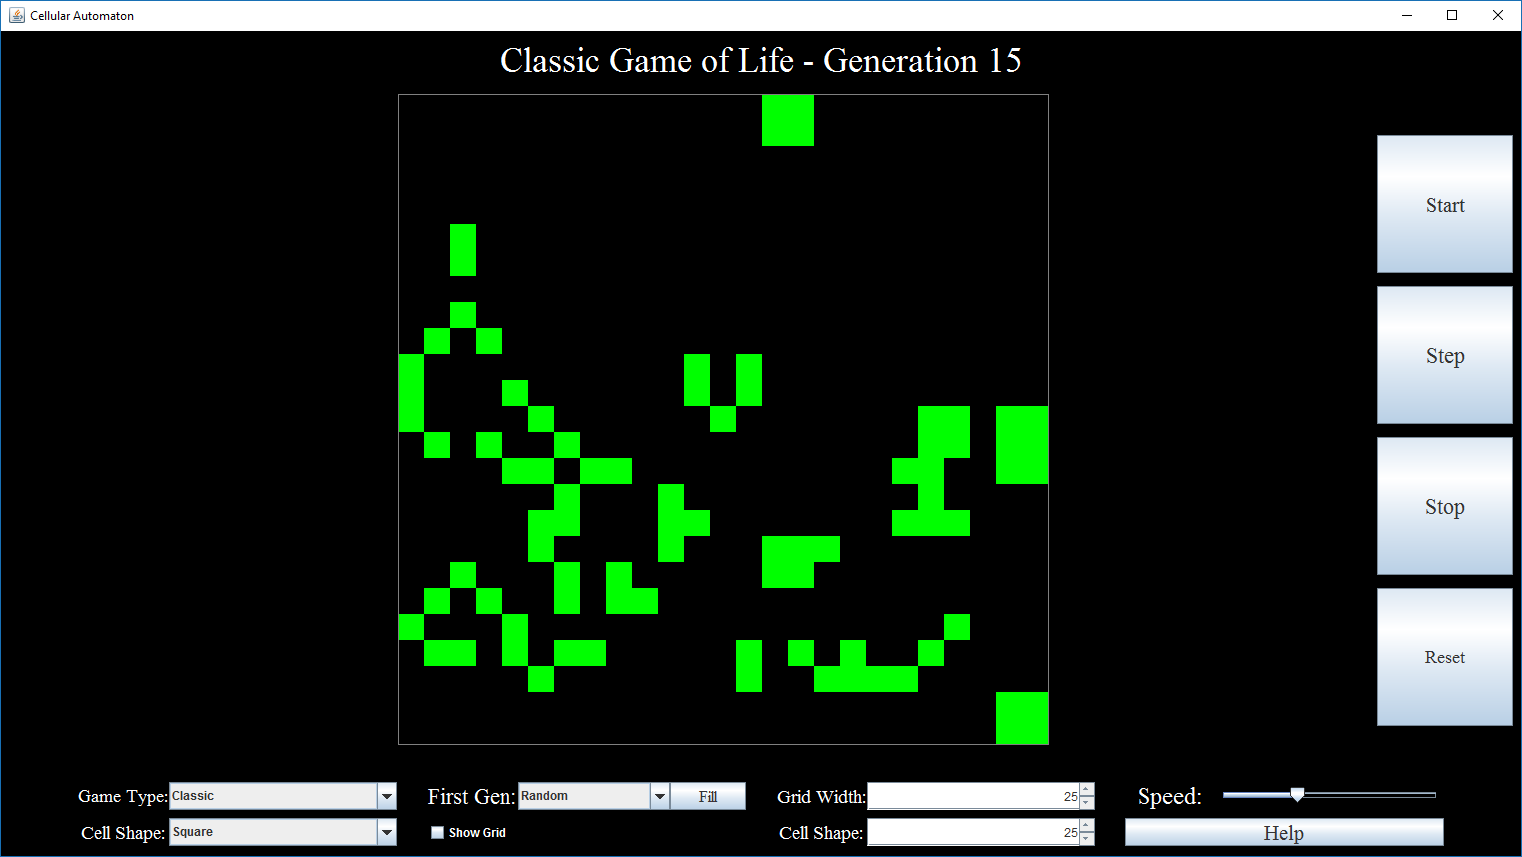 Cellular Automaton
Classic Game of Life - Generation 15
Start
Step
Stop
Reset
Game Type: Classic
First Gen: Random
Fill
Grid Width: 25
Speed:
Cell Shape: Square
Show Grid
Cell Shape: 25
Help